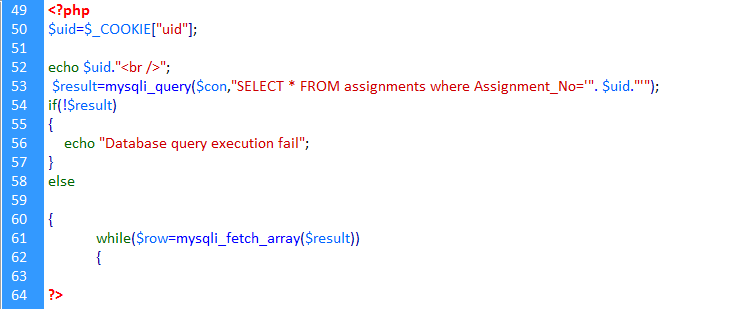 49 <?php
50 $uid=$_COOKIE["uid"];
51
52 echo $uid."<br />";
53 $result=mysqli_query($con,"SELECT * FROM assignments where Assignment_No='". $uid."'");
54 if(!$result)
55 {
56 echo "Database query execution fail";
57 }
58 else
59
60 {
61 while($row=mysqli_fetch_array($result))
62 {
63
64 ?>